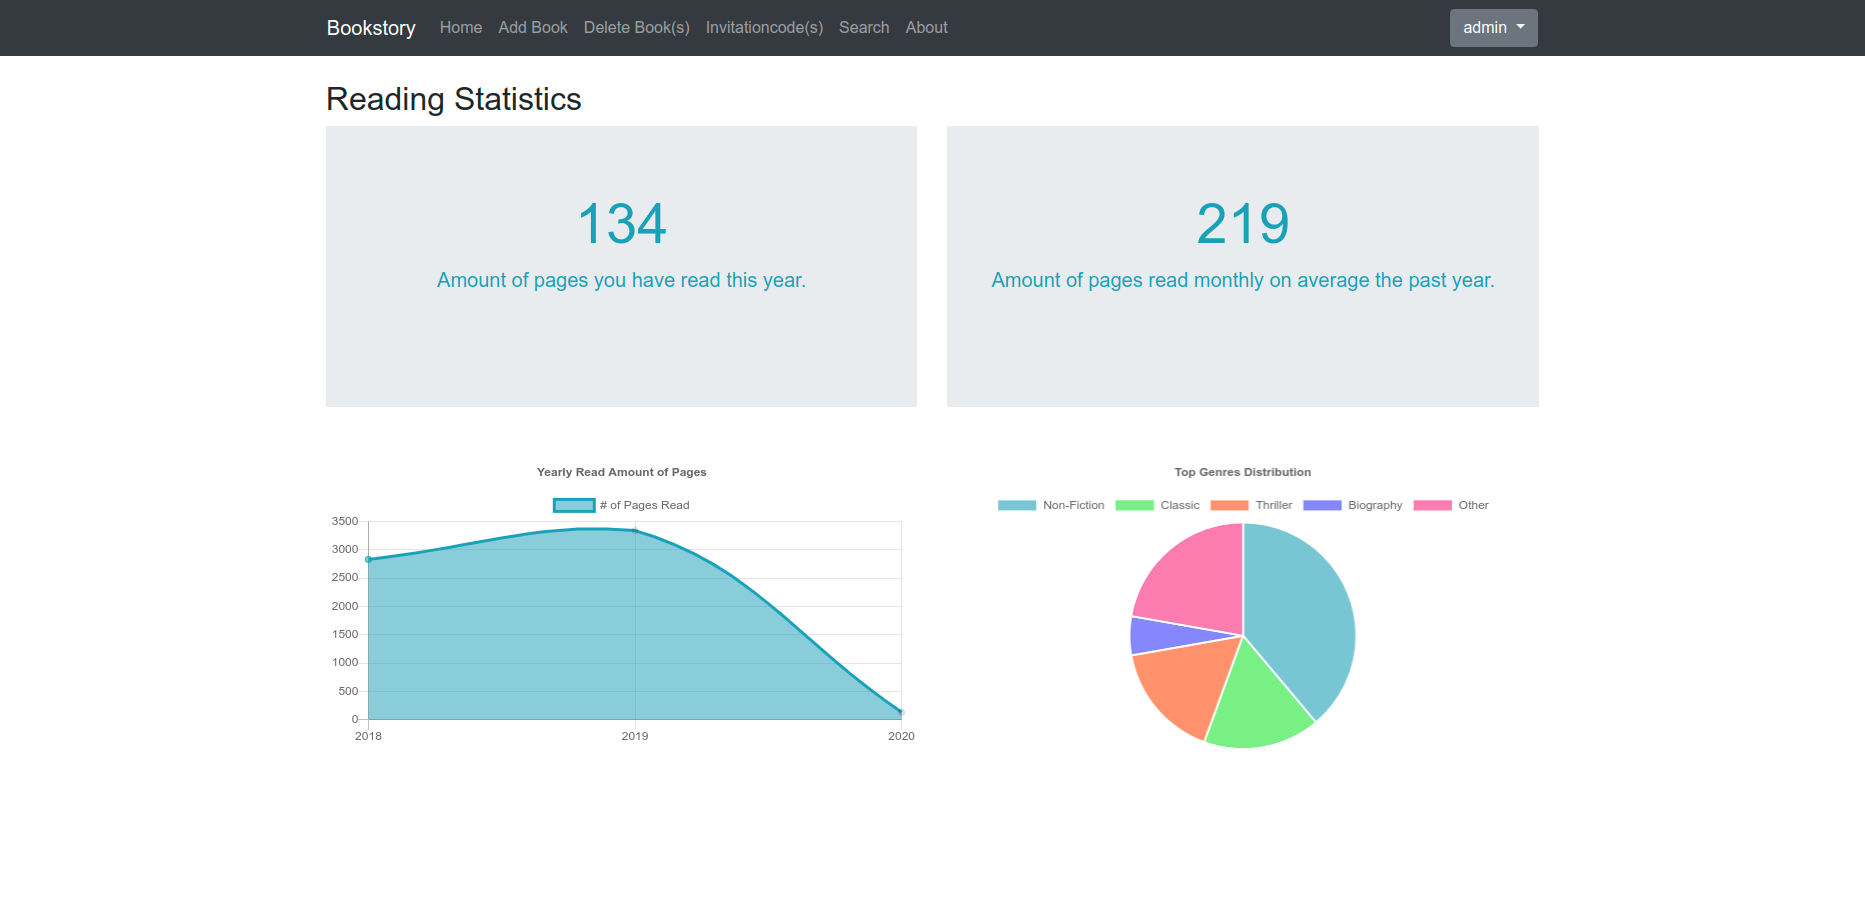 Bookstory Home Add Book Delete Book(s) Invitationcode(s) Search About admin
Reading Statistics
134
Amount of pages you have read this year.
219
Amount of pages read monthly on average the past year.
Yearly Read Amount of Pages
# of Pages Read
3500
3000
2500
2000
1500
1000
500
0
2018 2019 2020
Top Genres Distribution
Non-Fiction Classic Thriller Biography Other